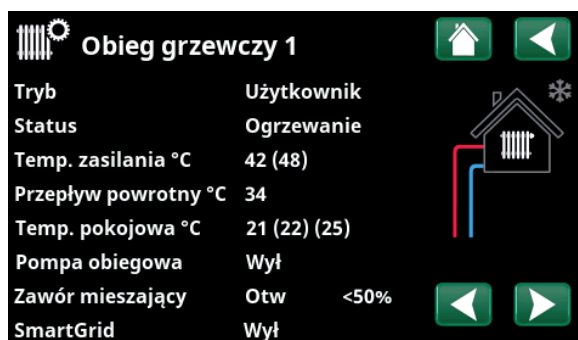 Obieg grzewczy 1
Tryb Użytkownik
Status Ogrzewanie
Temp. zasilania °C 42 (48)
Przepływ powrotny °C 34
Temp. pokojowa °C 21 (22) (25)
Pompa obiegowa Wył
Zawór mieszający Otw <50%
SmartGrid Wył